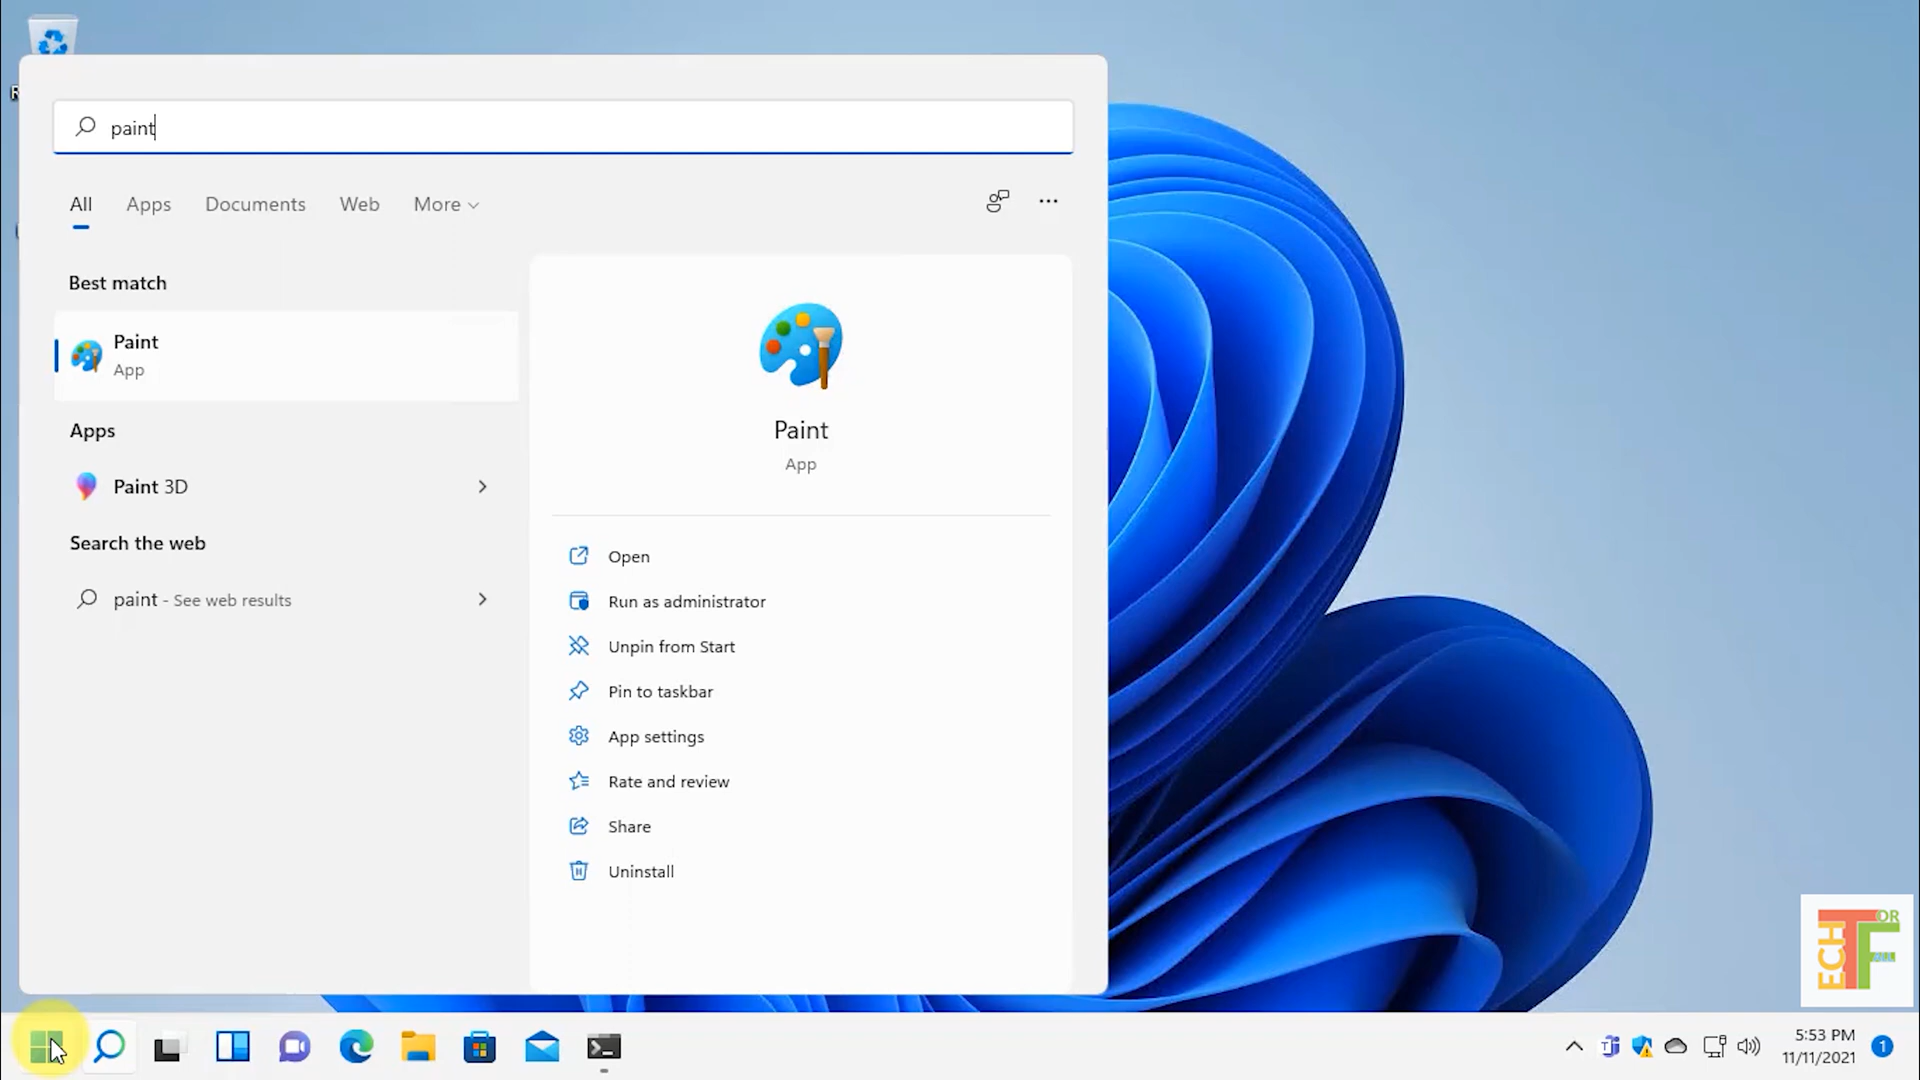 R
paint
All Apps Documents Web More
Best match
Paint
App
Apps
Paint 3D
Search the web
paint - See web results
Paint
App
Open
Run as administrator
Unpin from Start
Pin to taskbar
App settings
Rate and review
Share
Uninstall
TECH
FOR
5:53 PM
11/11/2021
1